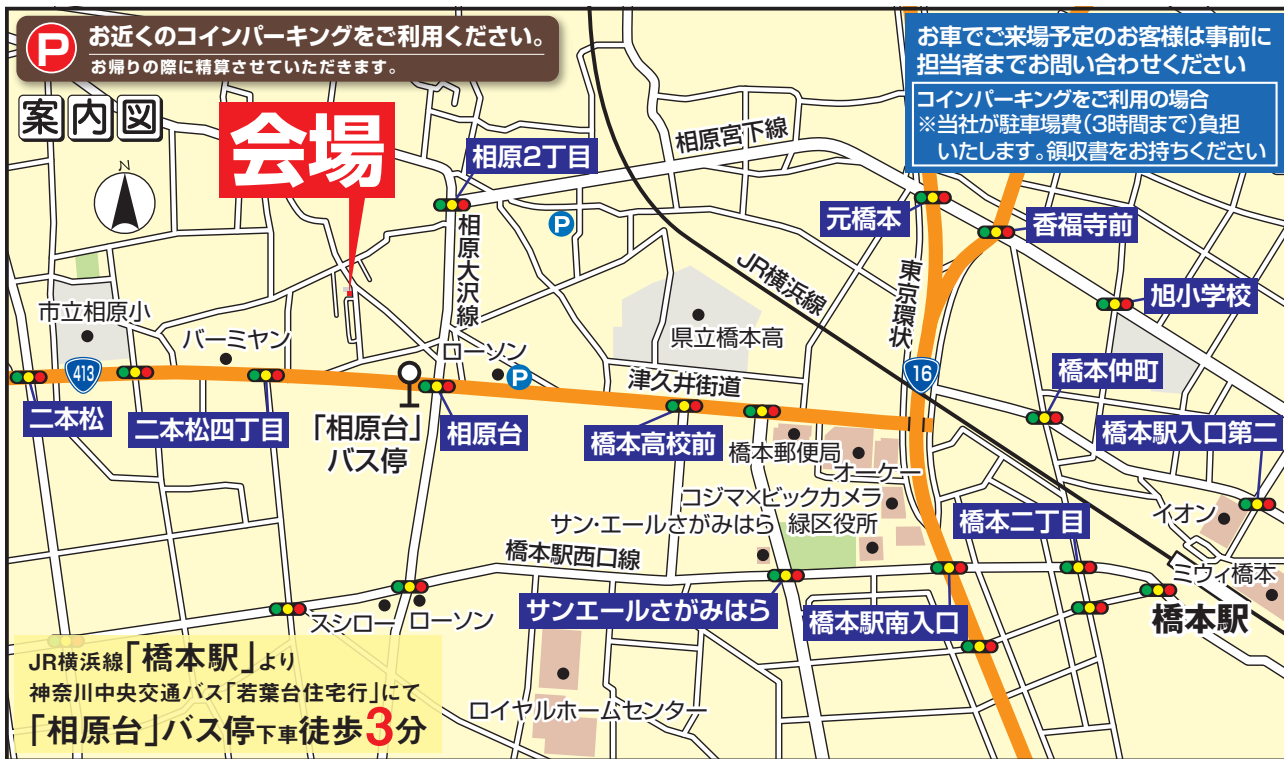 P
お近くのコインパーキングをご利用ください。
お帰りの際に精算させていただきます。
お車でご来場予定のお客様は事前に
担当者までお問い合わせください
コインパーキングをご利用の場合
※当社が駐車場費(3時間まで)負担
いたします。領収書をお持ちください
案内図
N
会場
相原2丁目
相原宮下線
P
元橋本
香福寺前
相原大沢線
JR横浜線
東京環状
旭小学校
市立相原小
バーミヤン
ローソン
P
県立橋本高
413
16
津久井街道
橋本仲町
二本松
二本松四丁目
「相原台」
バス停
相原台
橋本高校前
橋本郵便局
オーケー
橋本駅入口第二
コジマ×ビックカメラ
サン・エールさがみはら
緑区役所
橋本二丁目
イオン
橋本駅西口線
ミウィ橋本
スシロー
ローソン
サンエールさがみはら
橋本駅南入口
橋本駅
ロイヤルホームセンター
JR横浜線「橋本駅」より
神奈川中央交通バス「若葉台住宅行」にて
「相原台」バス停下車徒歩3分